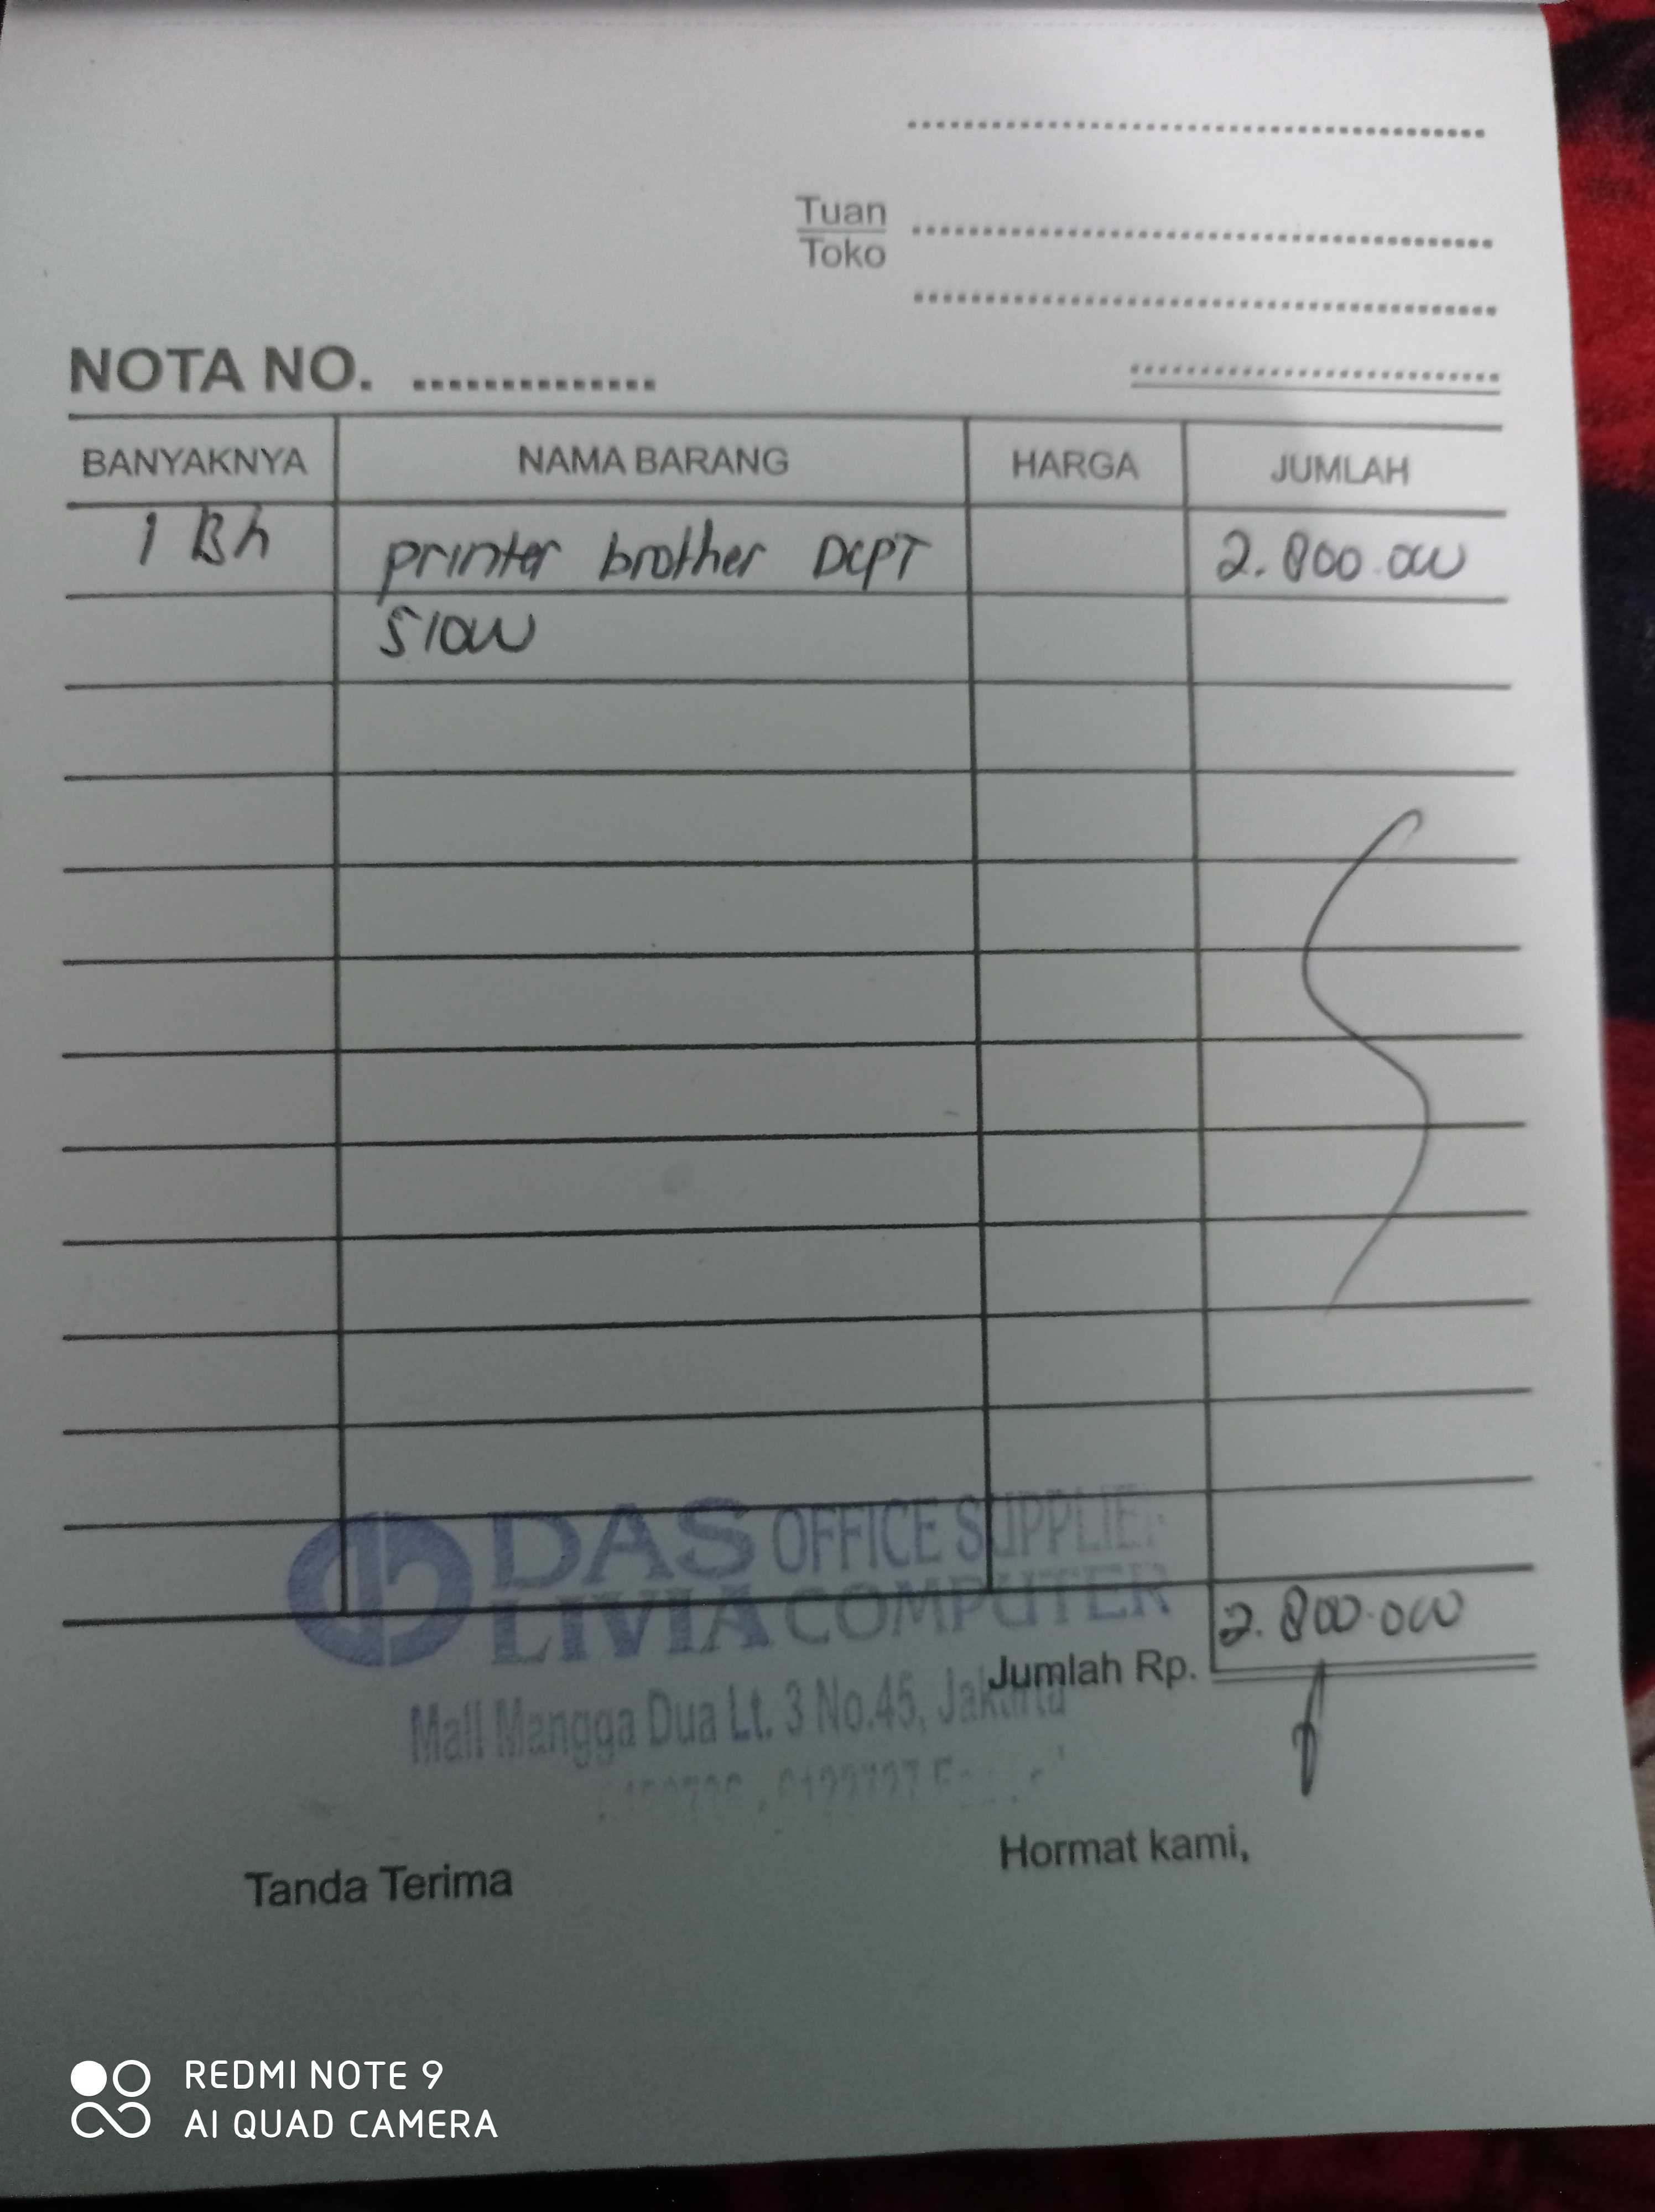 Tuan
Toko
NOTA NO.
BANYAKNYA NAMA BARANG HARGA JUMLAH
1 Bh printer brother DCPT 2.800.000
510W
DAS OFFICE SUPPLIER
LIVIA COMPUTER
2.800.000
Jumlah Rp.
Mall Mangga Dua Lt. 3 No.45, Jakarta
Tanda Terima Hormat kami,
REDMI NOTE 9
AI QUAD CAMERA